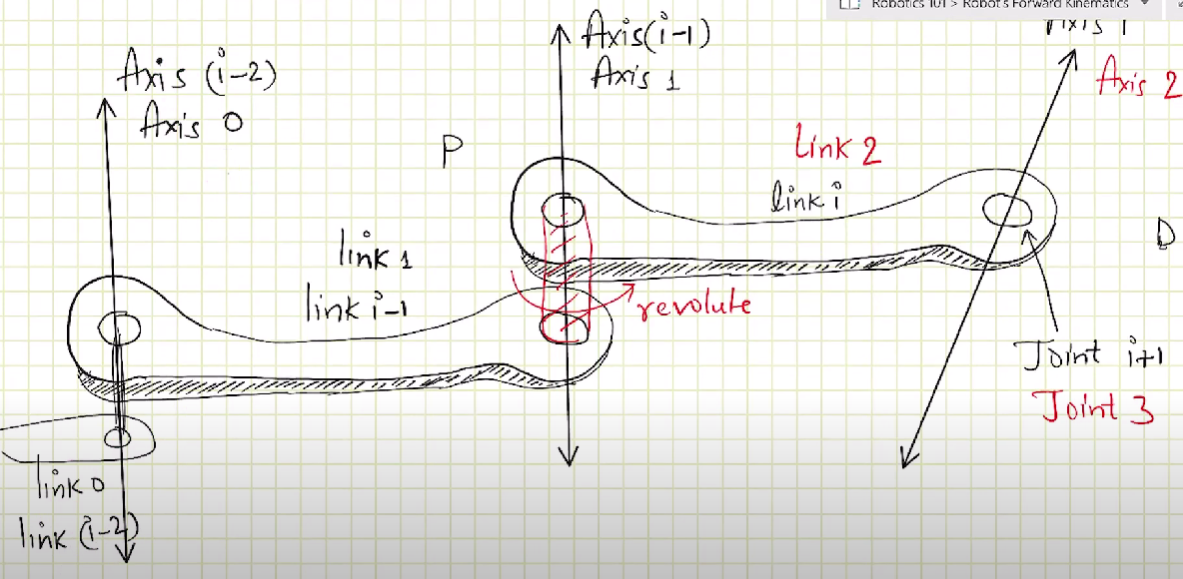 Robotics 101 > Robot's Forward Kinematics
Axis (i-2)
Axis 0
Axis(i-1)
Axis 1
Axis i
Axis 2
P
Link 2
link i
D
link 1
link i-1
revolute
Joint i+1
Joint 3
link 0
link (i-2)